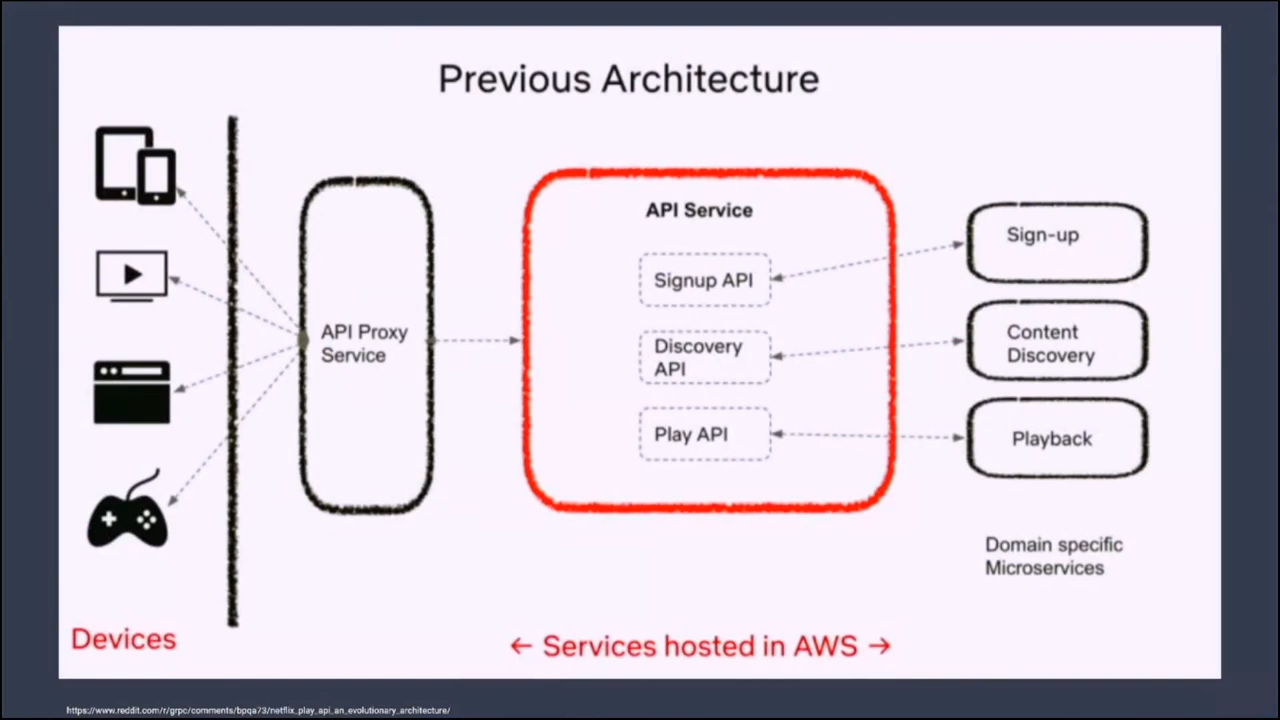 Previous Architecture
API Proxy
Service
API Service
Signup API
Discovery
API
Play API
Sign-up
Content
Discovery
Playback
Domain specific
Microservices
Devices
← Services hosted in AWS →
https://www.reddit.com/r/grpc/comments/bpqa73/netflix_play_api_an_evolutionary_architecture/